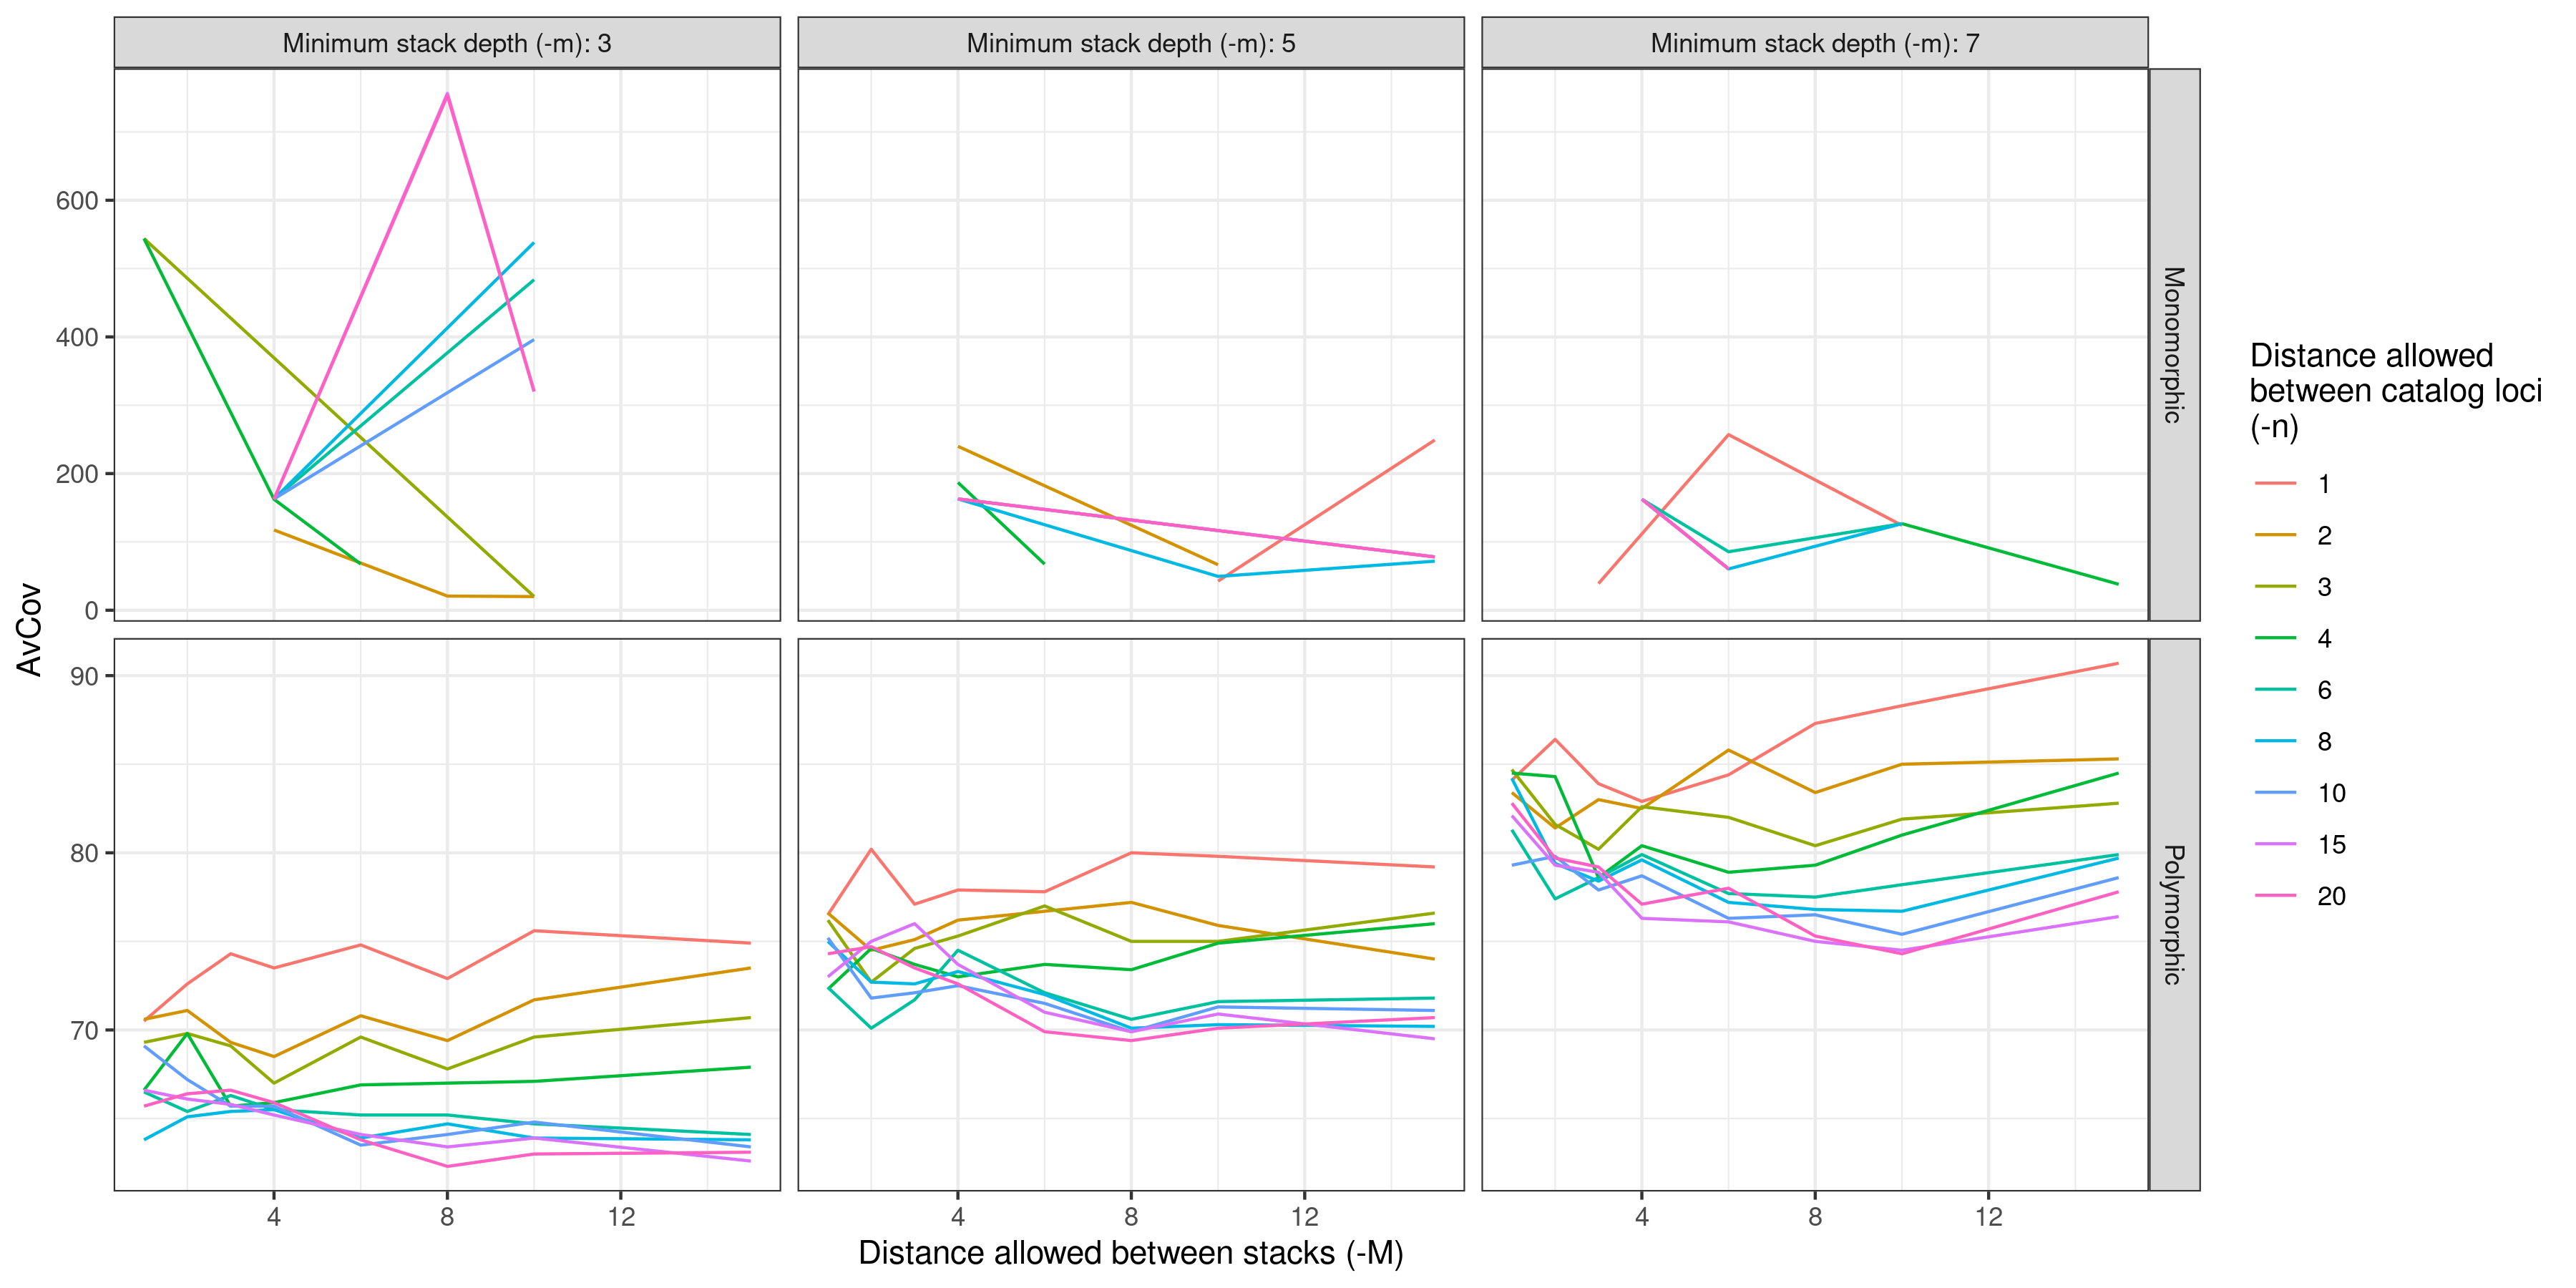 Minimum stack depth (-m): 3
Minimum stack depth (-m): 5
Minimum stack depth (-m): 7
600
400
200
0
Monomorphic
90
80
70
Polymorphic
AvCov
4
8
12
4
8
12
4
8
12
Distance allowed between stacks (-M)
Distance allowed
between catalog loci
(-n)
1
2
3
4
6
8
10
15
20